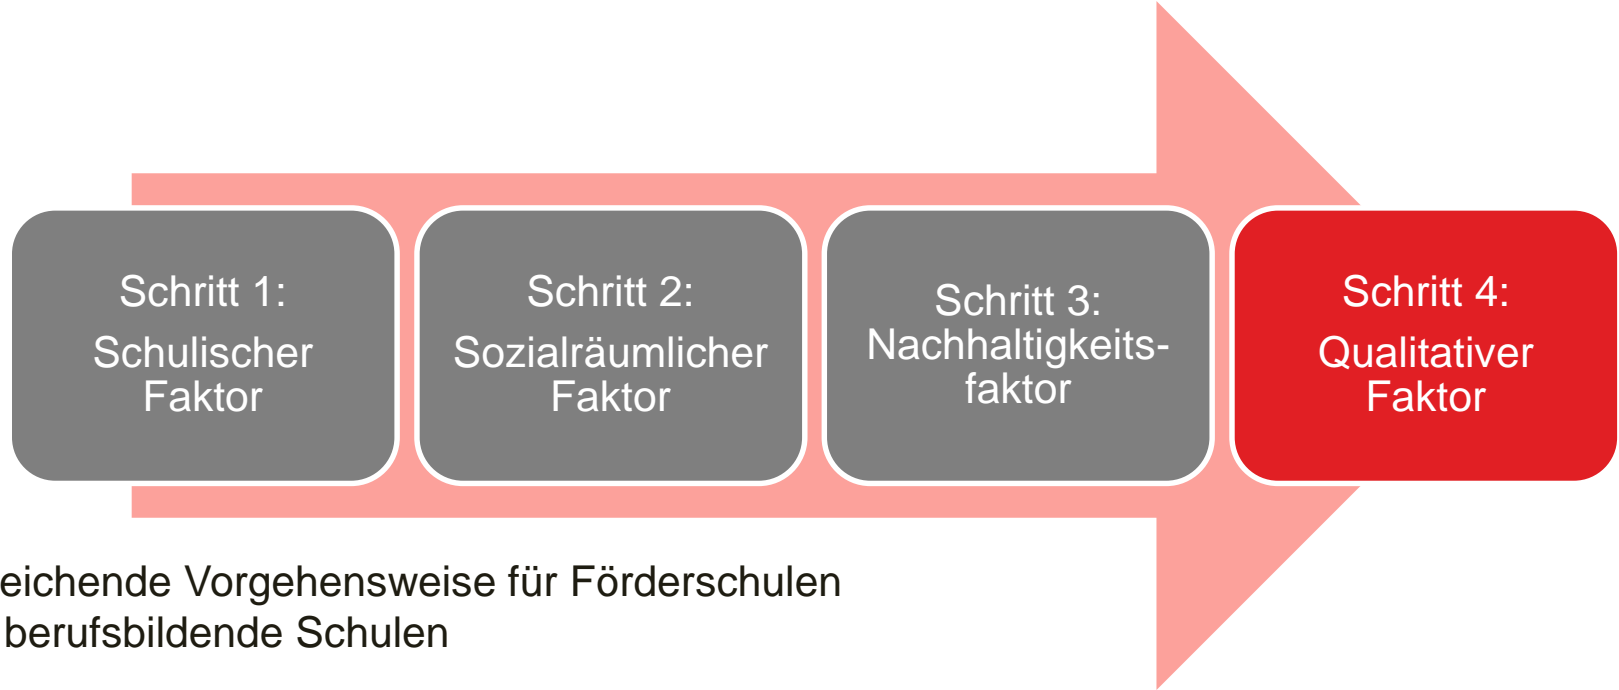 Schritt 1:
Schulischer
Faktor
Schritt 2:
Sozialräumlicher
Faktor
Schritt 3:
Nachhaltigkeits-
faktor
Schritt 4:
Qualitativer
Faktor
eichende Vorgehensweise für Förderschulen
berufsbildende Schulen